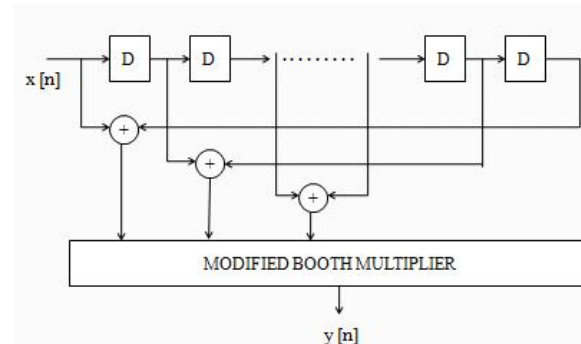 D D ......... D D
x [n]
+
+
+
MODIFIED BOOTH MULTIPLIER
y [n]